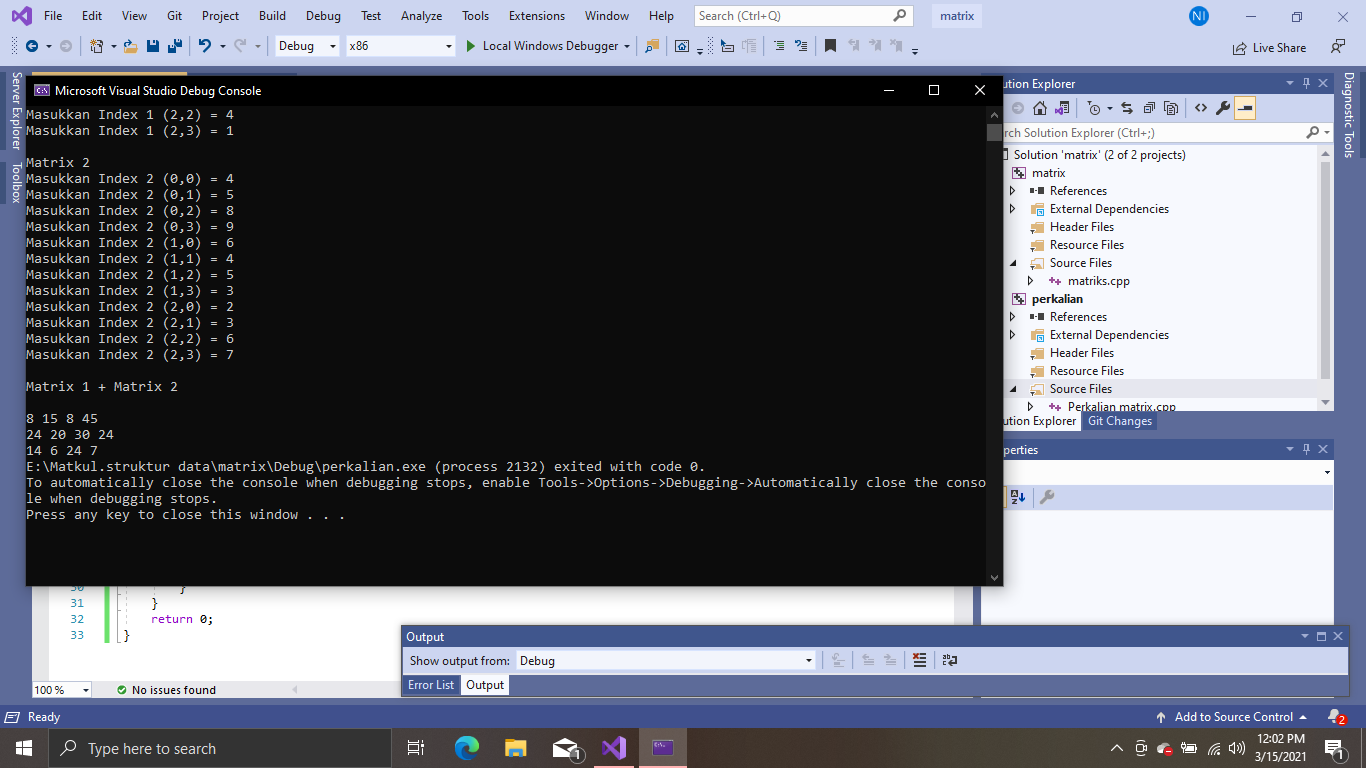 File Edit View Git Project Build Debug Test Analyze Tools Extensions Window Help Search (Ctrl+Q) matrix NI
Debug x86 Local Windows Debugger Live Share
Server Explorer
Toolbox
Microsoft Visual Studio Debug Console
Masukkan Index 1 (2,2) = 4
Masukkan Index 1 (2,3) = 1
Matrix 2
Masukkan Index 2 (0,0) = 4
Masukkan Index 2 (0,1) = 5
Masukkan Index 2 (0,2) = 8
Masukkan Index 2 (0,3) = 9
Masukkan Index 2 (1,0) = 6
Masukkan Index 2 (1,1) = 4
Masukkan Index 2 (1,2) = 5
Masukkan Index 2 (1,3) = 3
Masukkan Index 2 (2,0) = 2
Masukkan Index 2 (2,1) = 3
Masukkan Index 2 (2,2) = 6
Masukkan Index 2 (2,3) = 7
Matrix 1 + Matrix 2
8 15 8 45
24 20 30 24
14 6 24 7
E:\Matkul.struktur data\matrix\Debug\perkalian.exe (process 2132) exited with code 0.
To automatically close the console when debugging stops, enable Tools->Options->Debugging->Automatically close the conso
le when debugging stops.
Press any key to close this window . . .
ution Explorer
rch Solution Explorer (Ctrl+;)
Solution 'matrix' (2 of 2 projects)
matrix
References
External Dependencies
Header Files
Resource Files
Source Files
matriks.cpp
perkalian
References
External Dependencies
Header Files
Resource Files
Source Files
Perkalian matrix.cpp
ution Explorer Git Changes
perties
Diagnostic Tools
30 }
31 }
32 return 0;
33 }
100 % No issues found
Output
Show output from: Debug
Error List Output
Ready Add to Source Control 2
Type here to search 1 12:02 PM
3/15/2021 1